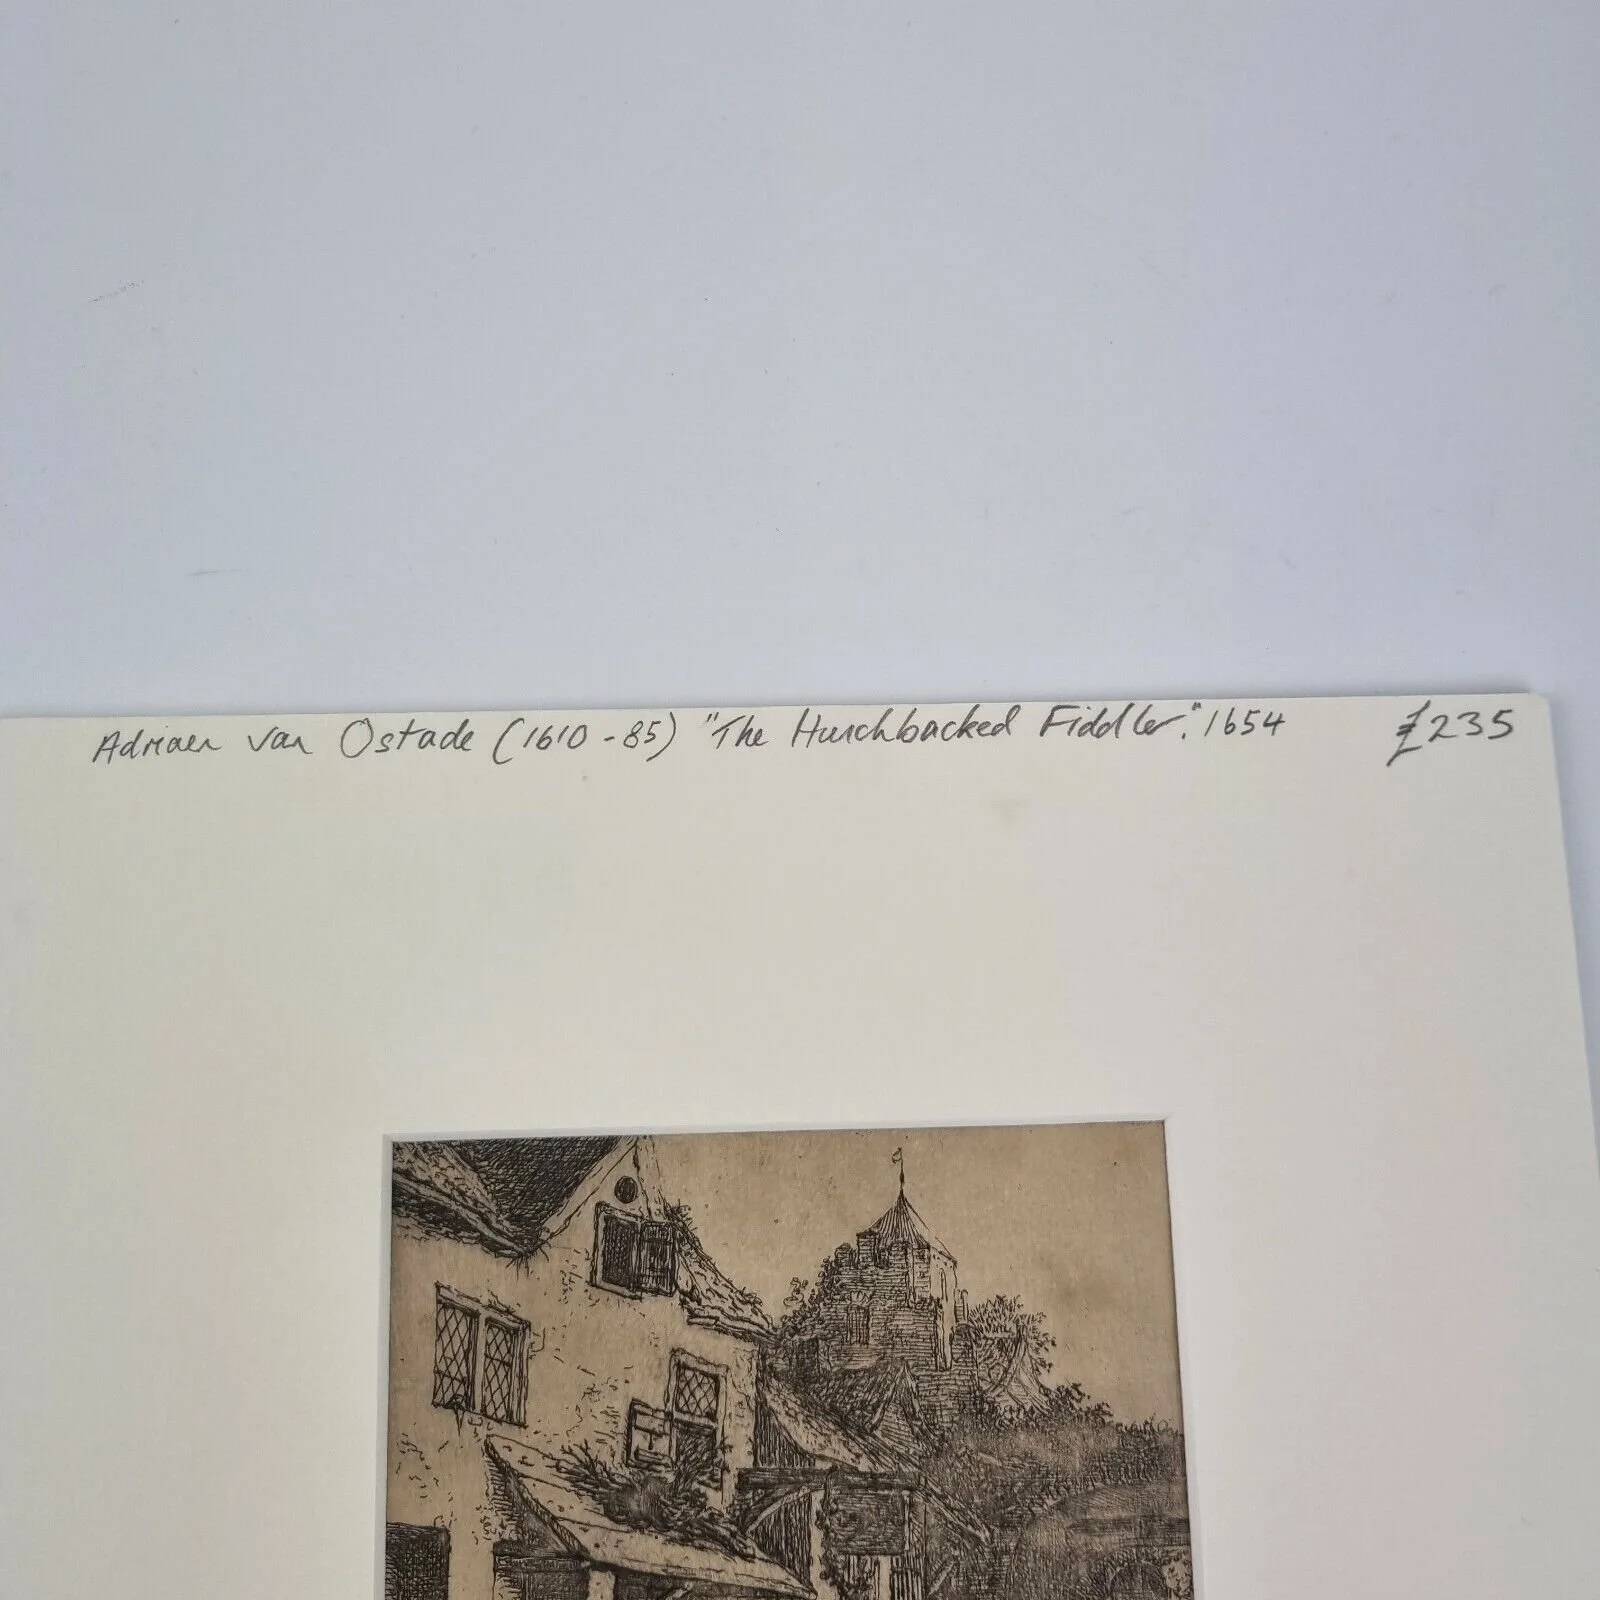 Adriaen van Ostade (1610-85) "The Hunchbacked Fiddler." 1654 £235